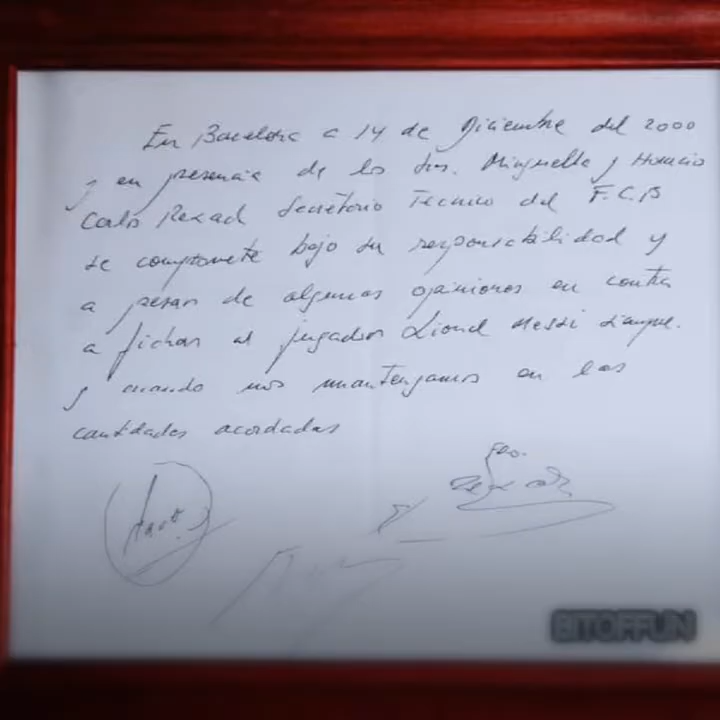 En Barcelona a 14 de Diciembre del 2000
y en presencia de los Srs. Minguella y Horacio
Carlos Rexach Secretario Tecnico del F.C.B
se compromete bajo su responsabilidad y
a pesar de algunas opiniones en contra
a fichar al jugador Lionel Messi siempre
y cuando nos mantengamos en las
cantidades acordadas
BITOFFUN